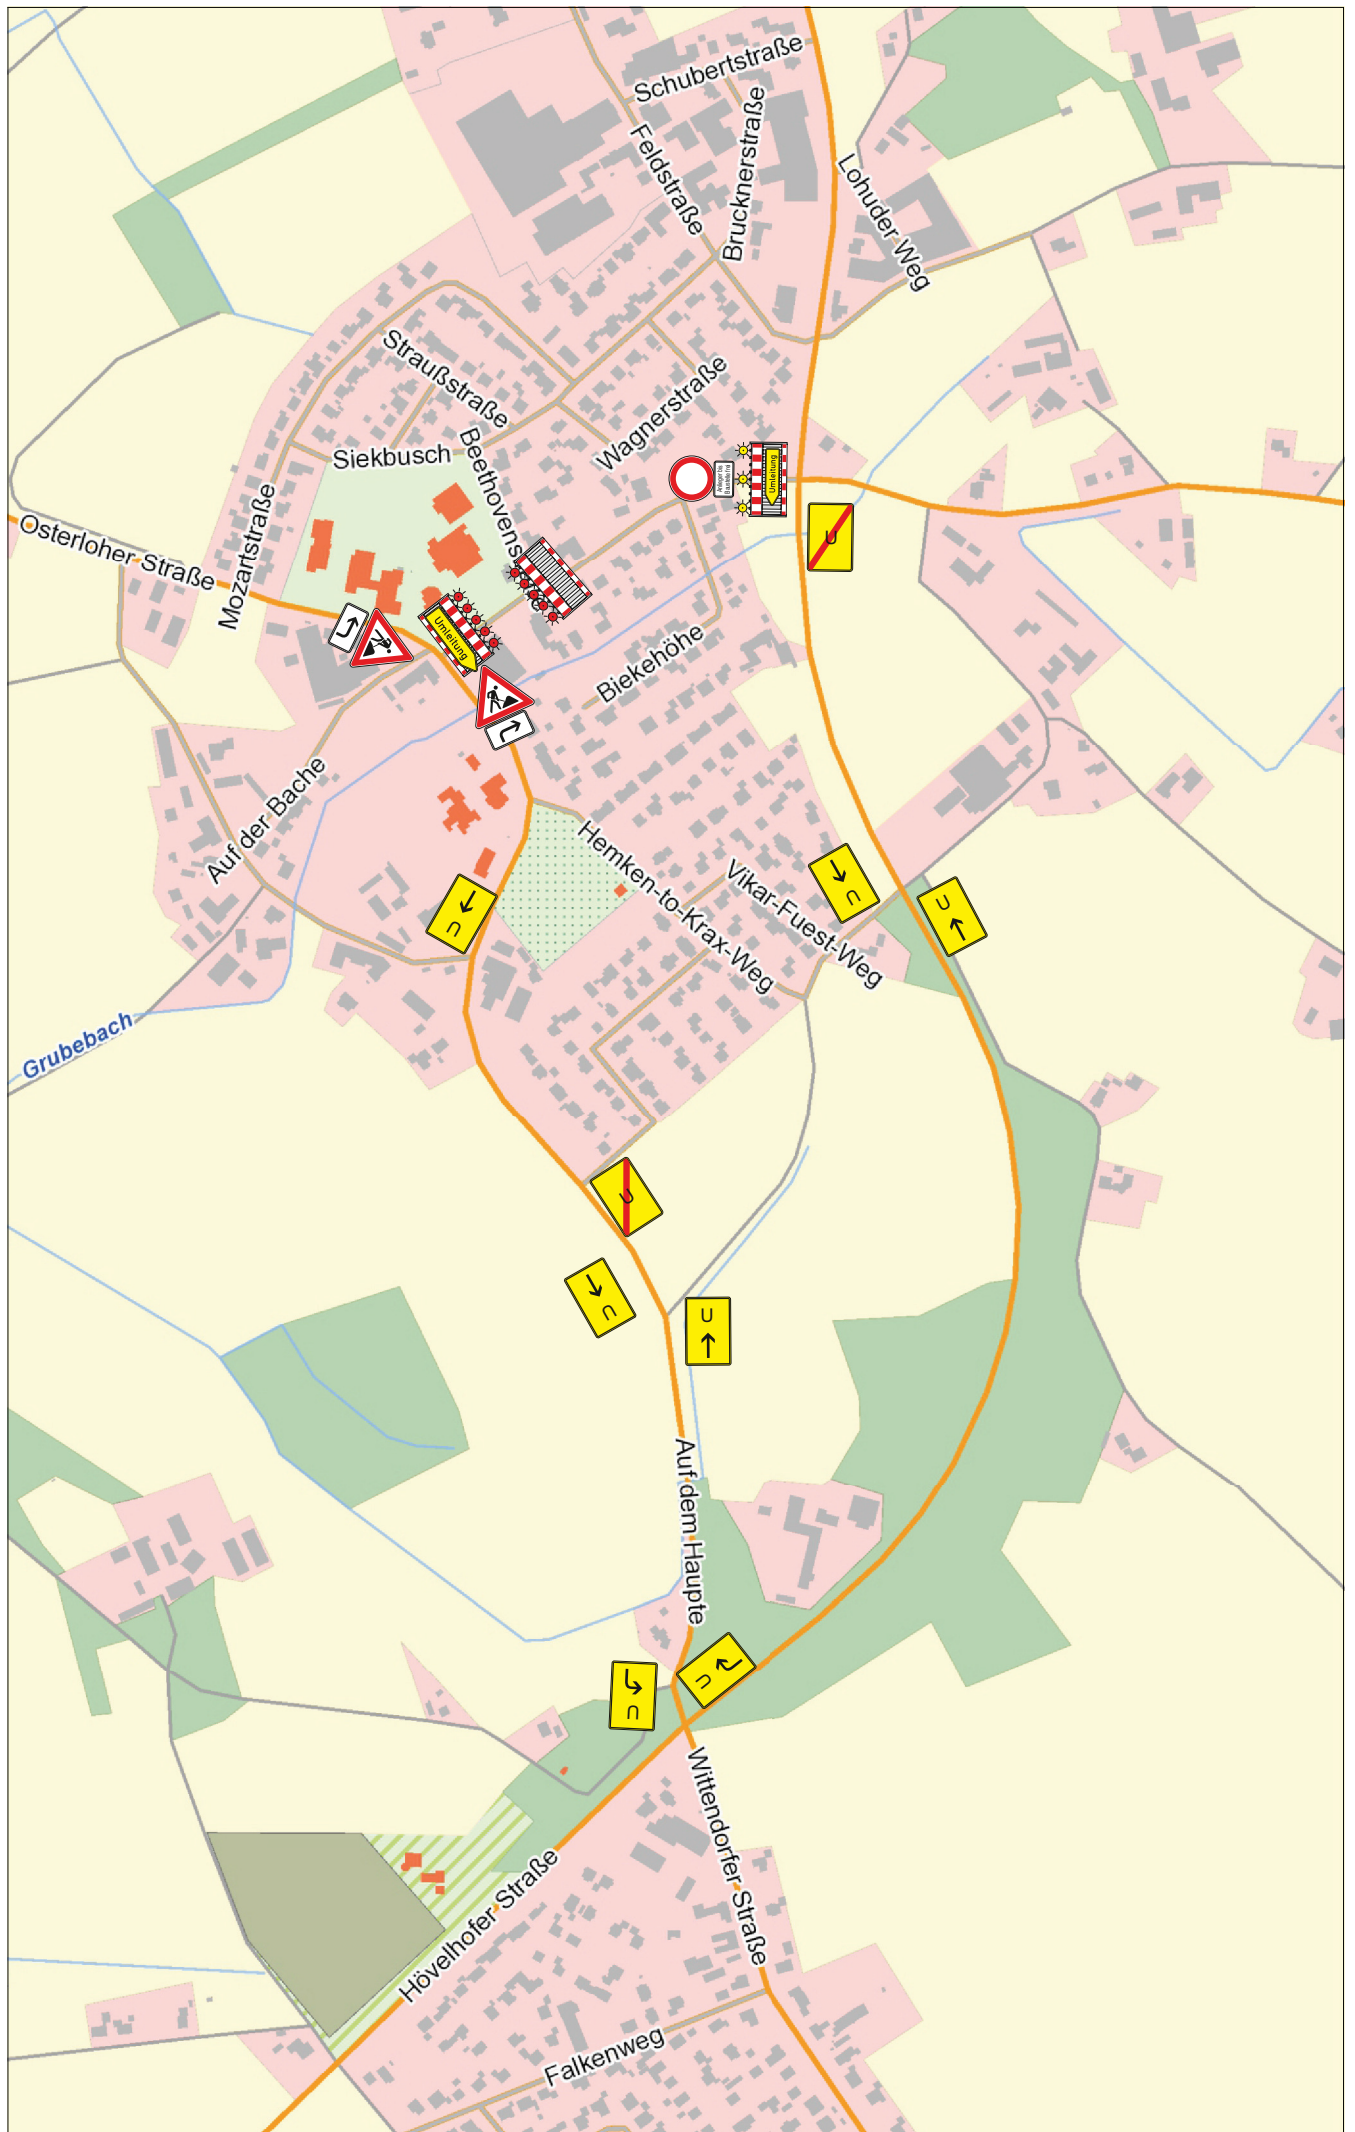 Schubertstraße
Brucknerstraße
Feldstraße
Lohuder Weg
Straußstraße
Wagnerstraße
Siekbusch
Beethovens
Umleitung
Mozartstraße
Osterloher Straße
U
Umleitung
Biekehöhe
Auf der Bache
Hemken-to-Krax-Weg
Vikar-Fuest-Weg
U
U
U
Grubebach
U
U
U
Auf dem Haupte
U
U
Wittendorfer Straße
Hövelhofer Straße
Falkenweg